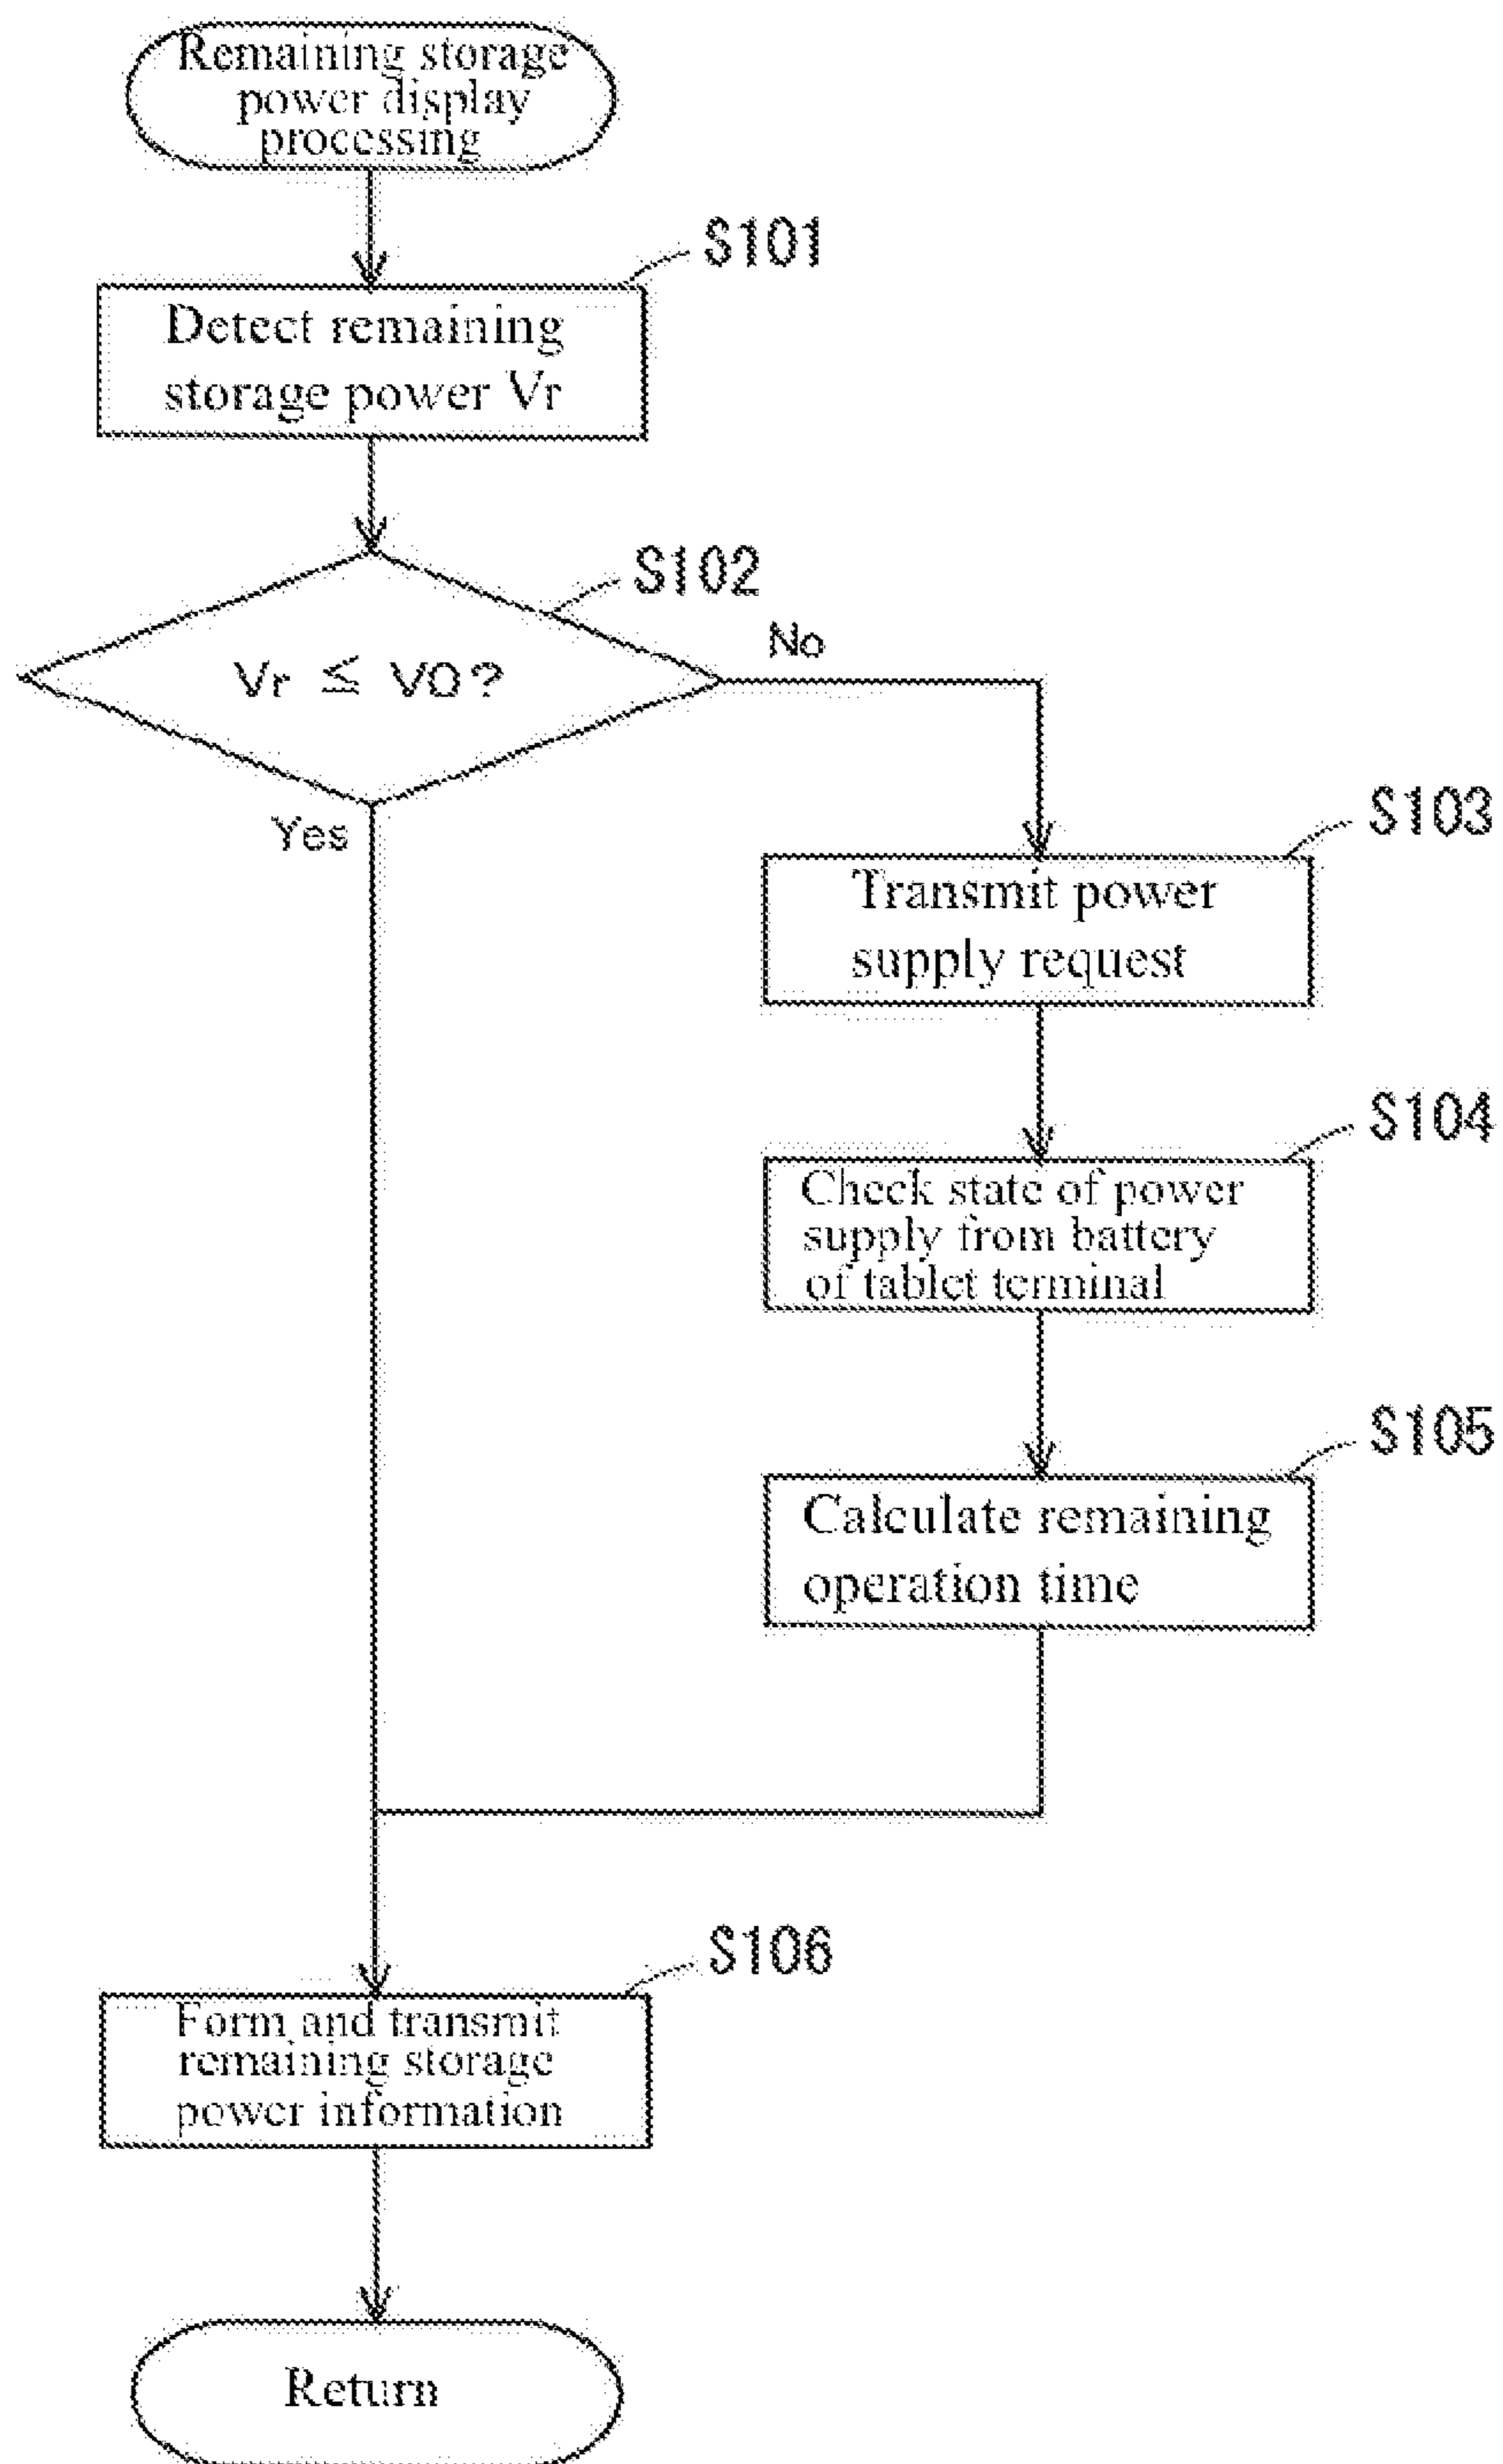 Remaining storage
power display
processing
S101
Detect remaining
storage power Vr
S102
Vr ≦ V0?
No
Yes
S103
Transmit power
supply request
S104
Check state of power
supply from battery
of tablet terminal
S105
Calculate remaining
operation time
S106
Form and transmit
remaining storage
power information
Return